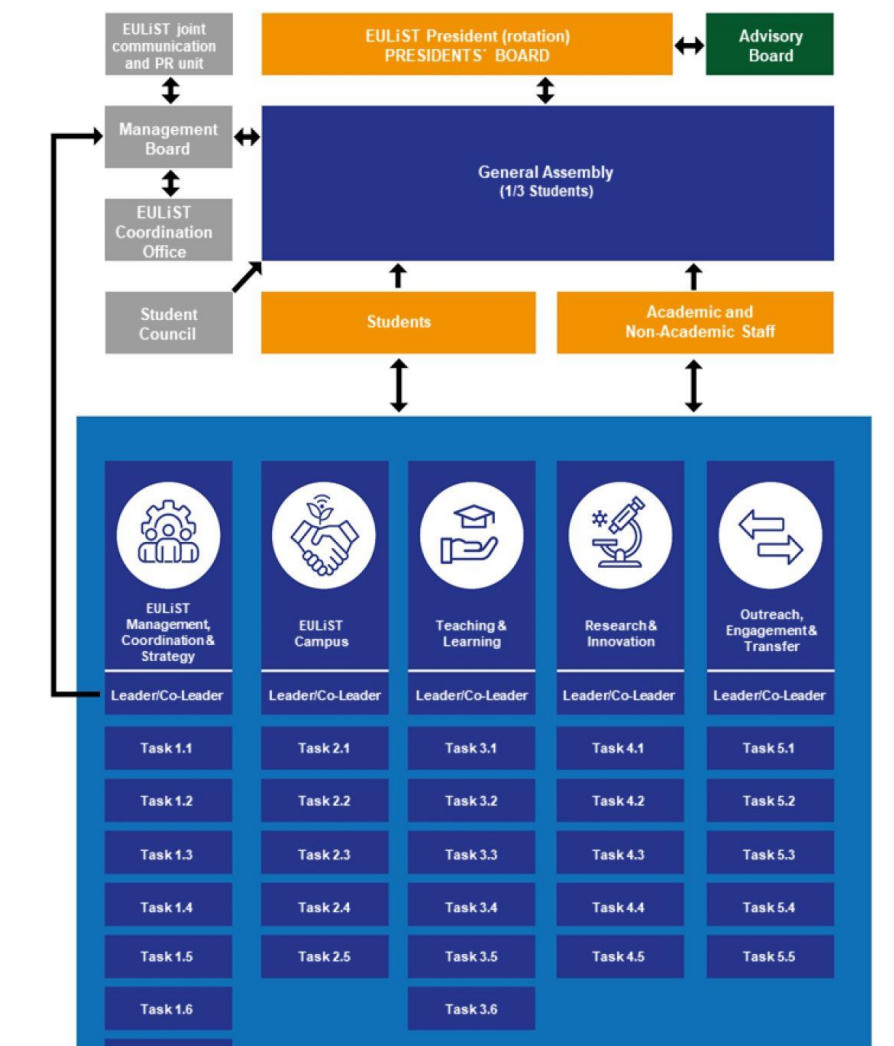 EULiST joint
communication
and PR unit
EULiST President (rotation)
PRESIDENTS´ BOARD
Advisory
Board
Management
Board
General Assembly
(1/3 Students)
EULiST
Coordination
Office
Student
Council
Students
Academic and
Non-Academic Staff
EULiST
Management,
Coordination &
Strategy
EULiST
Campus
Teaching &
Learning
Research &
Innovation
Outreach,
Engagement &
Transfer
Leader/Co-Leader
Leader/Co-Leader
Leader/Co-Leader
Leader/Co-Leader
Leader/Co-Leader
Task 1.1
Task 2.1
Task 3.1
Task 4.1
Task 5.1
Task 1.2
Task 2.2
Task 3.2
Task 4.2
Task 5.2
Task 1.3
Task 2.3
Task 3.3
Task 4.3
Task 5.3
Task 1.4
Task 2.4
Task 3.4
Task 4.4
Task 5.4
Task 1.5
Task 2.5
Task 3.5
Task 4.5
Task 5.5
Task 1.6
Task 3.6